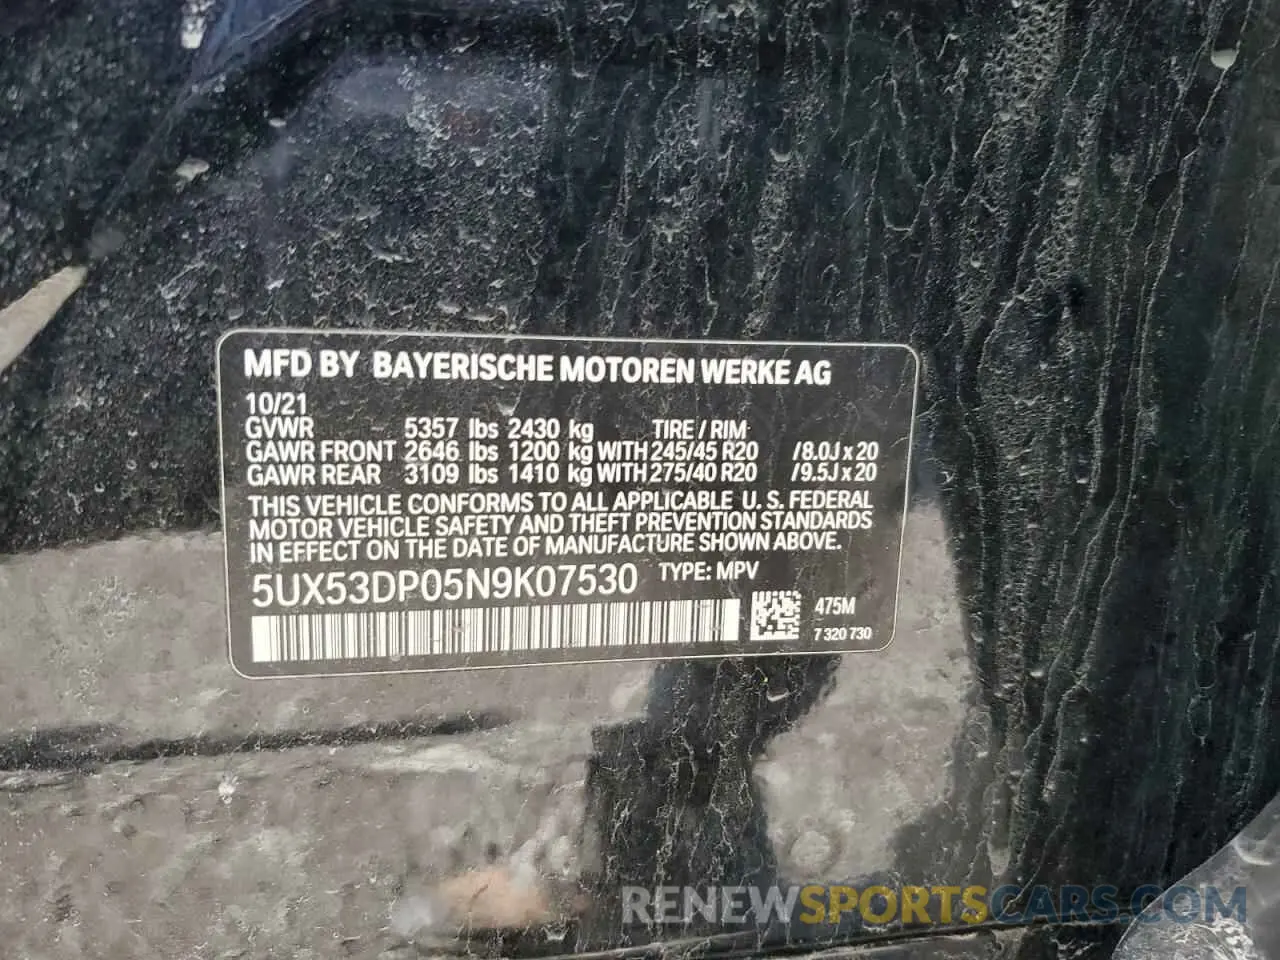 MFD BY BAYERISCHE MOTOREN WERKE AG
10/21
GVWR 5357 lbs 2430 kg TIRE / RIM
GAWR FRONT 2646 lbs 1200 kg WITH 245/45 R20 /8.0J x 20
GAWR REAR 3109 lbs 1410 kg WITH 275/40 R20 /9.5J x 20
THIS VEHICLE CONFORMS TO ALL APPLICABLE U. S. FEDERAL
MOTOR VEHICLE SAFETY AND THEFT PREVENTION STANDARDS
IN EFFECT ON THE DATE OF MANUFACTURE SHOWN ABOVE.
5UX53DP05N9K07530 TYPE: MPV
475M
7 320 730
RENEWSPORTSCARS.COM